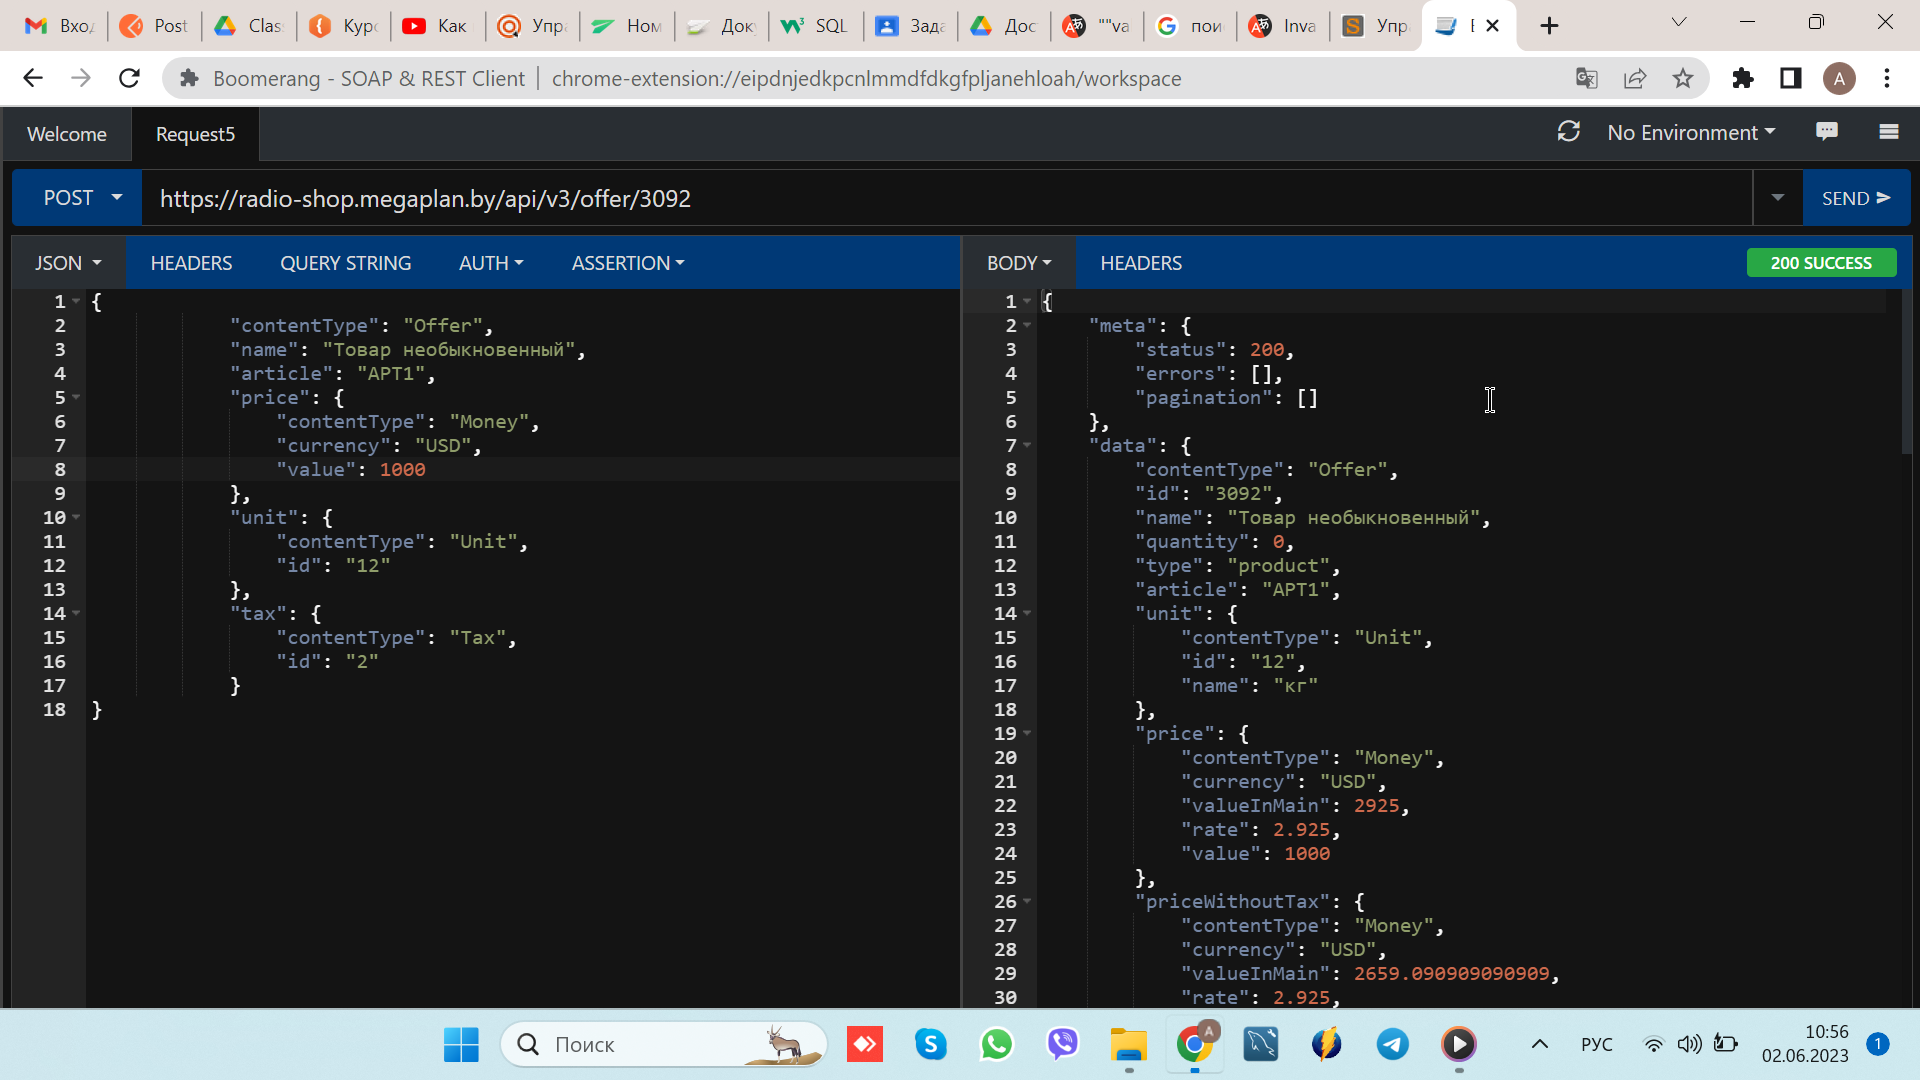 Вхо
Post
Clas
Кур
Как
Упр
Ном
Док
SQL
Зада
Дос
""va
пои
Inva
Упр
Boomerang - SOAP & REST Client
chrome-extension://eipdnjedkpcnlmmdfdkgfpljanehloah/workspace
A
Welcome
Request5
No Environment
POST
https://radio-shop.megaplan.by/api/v3/offer/3092
SEND
JSON
HEADERS
QUERY STRING
AUTH
ASSERTION
1 {
2 "contentType": "Offer",
3 "name": "Товар необыкновенный",
4 "article": "АРТ1",
5 "price": {
6 "contentType": "Money",
7 "currency": "USD",
8 "value": 1000
9 },
10 "unit": {
11 "contentType": "Unit",
12 "id": "12"
13 },
14 "tax": {
15 "contentType": "Tax",
16 "id": "2"
17 }
18 }
BODY
HEADERS
200 SUCCESS
1 {
2 "meta": {
3 "status": 200,
4 "errors": [],
5 "pagination": []
6 },
7 "data": {
8 "contentType": "Offer",
9 "id": "3092",
10 "name": "Товар необыкновенный",
11 "quantity": 0,
12 "type": "product",
13 "article": "АРТ1",
14 "unit": {
15 "contentType": "Unit",
16 "id": "12",
17 "name": "кг"
18 },
19 "price": {
20 "contentType": "Money",
21 "currency": "USD",
22 "valueInMain": 2925,
23 "rate": 2.925,
24 "value": 1000
25 },
26 "priceWithoutTax": {
27 "contentType": "Money",
28 "currency": "USD",
29 "valueInMain": 2659.090909090909,
30 "rate": 2.925,
Поиск
A
РУС
10:56
02.06.2023
1